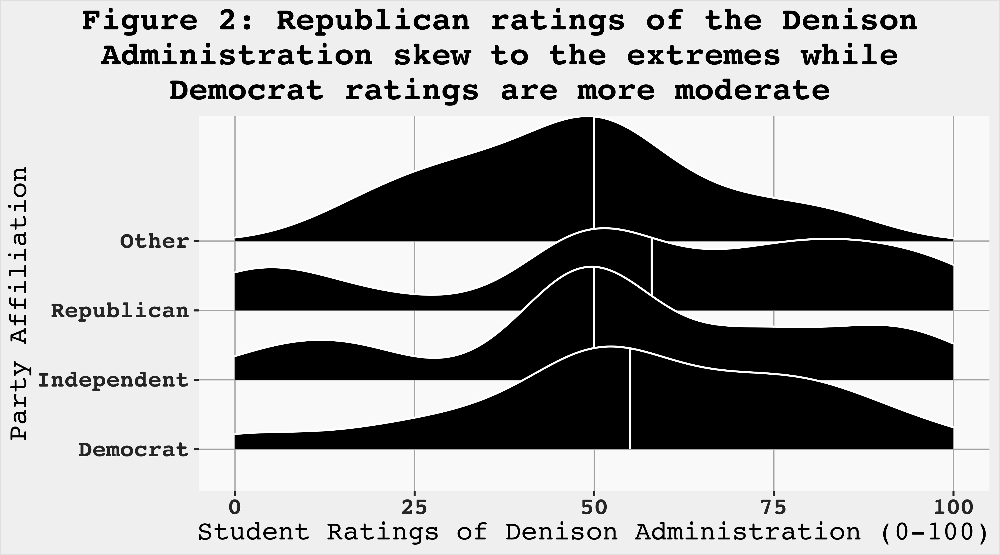 Figure 2: Republican ratings of the Denison
Administration skew to the extremes while
Democrat ratings are more moderate
Party Affiliation
Other
Republican
Independent
Democrat
0 25 50 75 100
Student Ratings of Denison Administration (0-100)